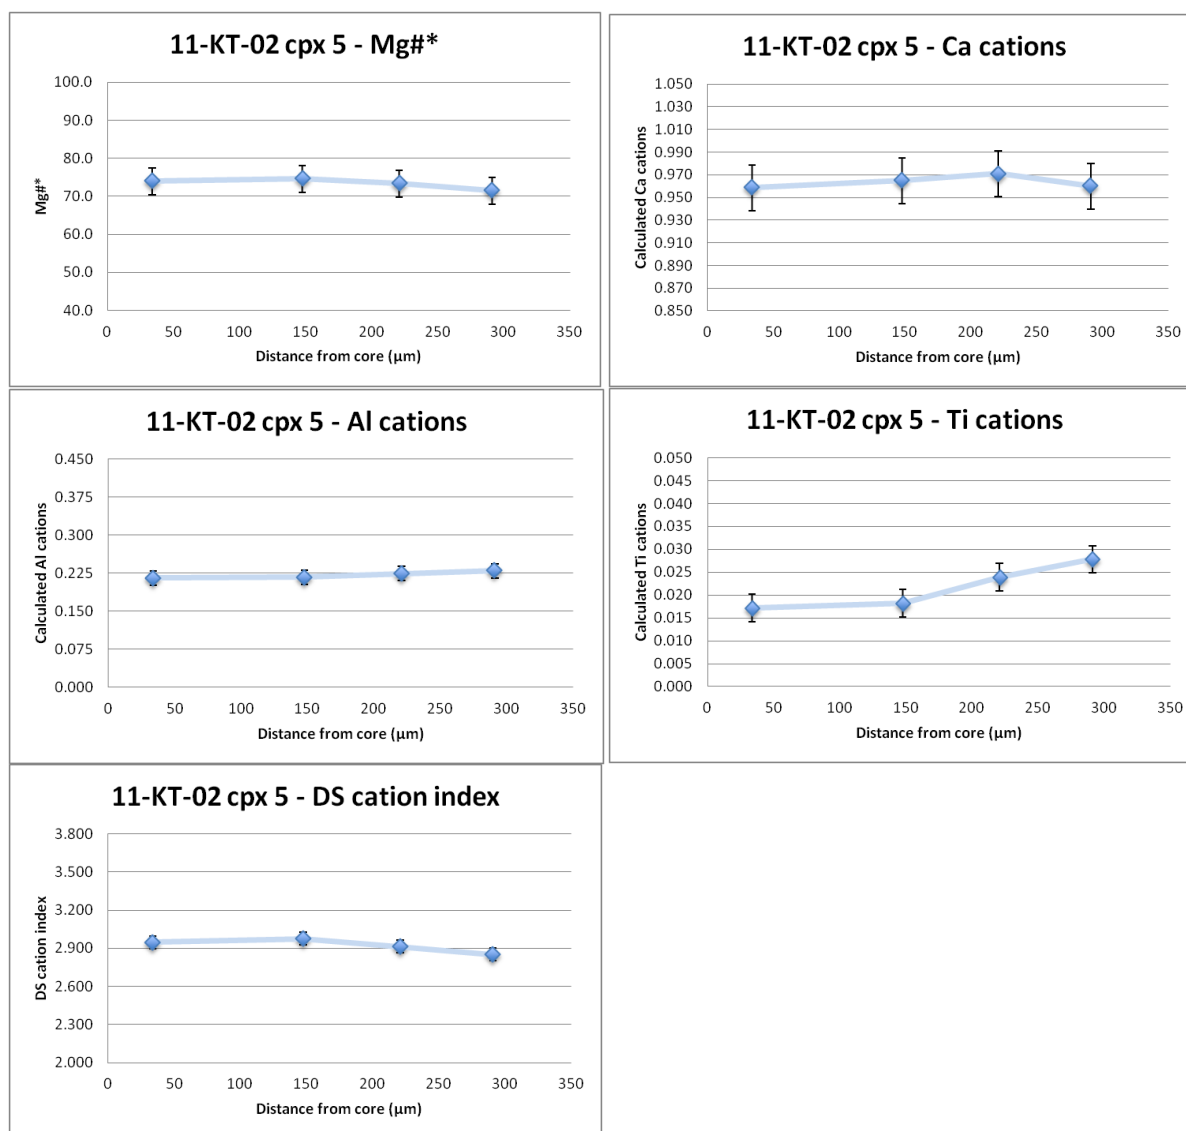 11-KT-02 cpx 5 - Mg#*
100.0
90.0
80.0
70.0
60.0
50.0
40.0
Mg#*
0 50 100 150 200 250 300 350
Distance from core (µm)
11-KT-02 cpx 5 - Ca cations
1.050
1.030
1.010
0.990
0.970
0.950
0.930
0.910
0.890
0.870
0.850
Calculated Ca cations
0 50 100 150 200 250 300 350
Distance from core (µm)
11-KT-02 cpx 5 - Al cations
0.450
0.375
0.300
0.225
0.150
0.075
0.000
Calculated Al cations
0 50 100 150 200 250 300 350
Distance from core (µm)
11-KT-02 cpx 5 - Ti cations
0.050
0.045
0.040
0.035
0.030
0.025
0.020
0.015
0.010
0.005
0.000
Calculated Ti cations
0 50 100 150 200 250 300 350
Distance from core (µm)
11-KT-02 cpx 5 - DS cation index
3.800
3.500
3.200
2.900
2.600
2.300
2.000
DS cation index
0 50 100 150 200 250 300 350
Distance from core (µm)